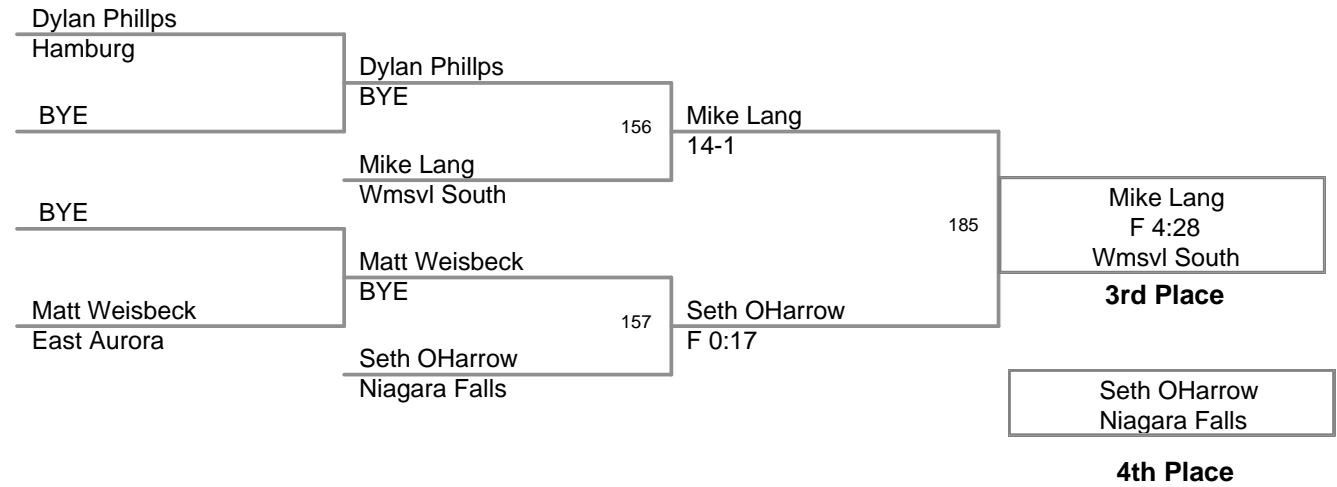 Dylan Phillps
Hamburg
BYE
BYE
Matt Weisbeck
East Aurora
Dylan Phillps
BYE
156
Mike Lang
Wmsvl South
Matt Weisbeck
BYE
157
Seth OHarrow
Niagara Falls
Mike Lang
14-1
185
Seth OHarrow
F 0:17
Mike Lang
F 4:28
Wmsvl South
3rd Place
Seth OHarrow
Niagara Falls
4th Place